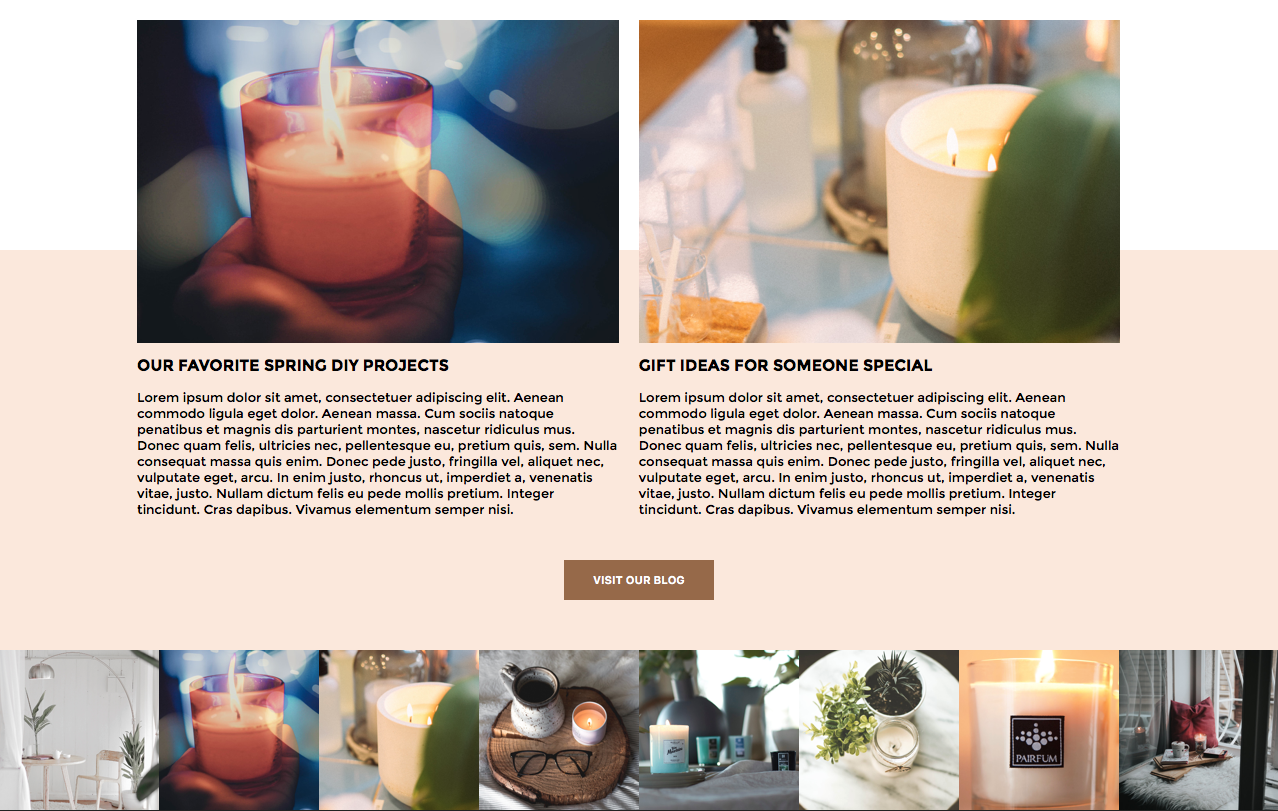 OUR FAVORITE SPRING DIY PROJECTS
Lorem ipsum dolor sit amet, consectetuer adipiscing elit. Aenean
commodo ligula eget dolor. Aenean massa. Cum sociis natoque
penatibus et magnis dis parturient montes, nascetur ridiculus mus.
Donec quam felis, ultricies nec, pellentesque eu, pretium quis, sem. Nulla
consequat massa quis enim. Donec pede justo, fringilla vel, aliquet nec,
vulputate eget, arcu. In enim justo, rhoncus ut, imperdiet a, venenatis
vitae, justo. Nullam dictum felis eu pede mollis pretium. Integer
tincidunt. Cras dapibus. Vivamus elementum semper nisi.
GIFT IDEAS FOR SOMEONE SPECIAL
Lorem ipsum dolor sit amet, consectetuer adipiscing elit. Aenean
commodo ligula eget dolor. Aenean massa. Cum sociis natoque
penatibus et magnis dis parturient montes, nascetur ridiculus mus.
Donec quam felis, ultricies nec, pellentesque eu, pretium quis, sem. Nulla
consequat massa quis enim. Donec pede justo, fringilla vel, aliquet nec,
vulputate eget, arcu. In enim justo, rhoncus ut, imperdiet a, venenatis
vitae, justo. Nullam dictum felis eu pede mollis pretium. Integer
tincidunt. Cras dapibus. Vivamus elementum semper nisi.
VISIT OUR BLOG
PAIRFUM